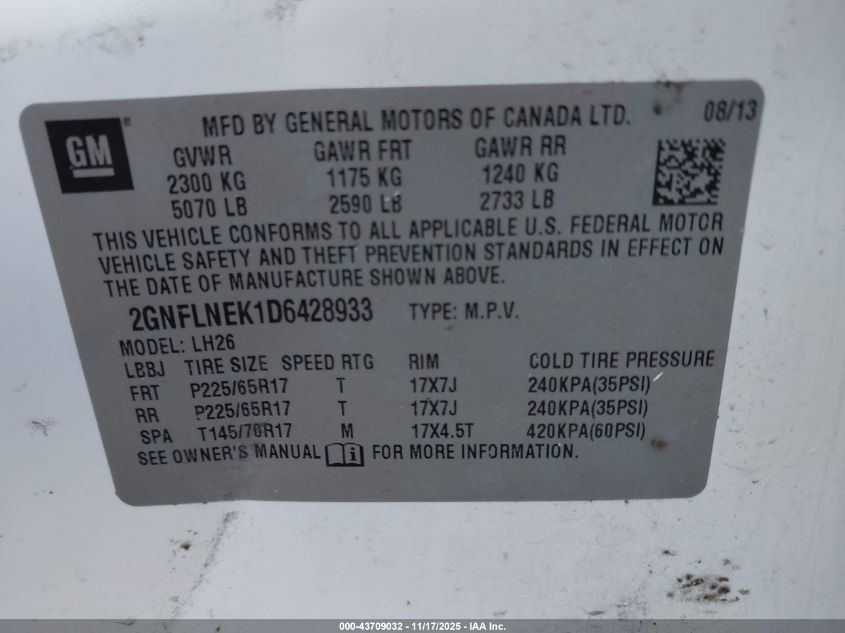 GM® MFD BY GENERAL MOTORS OF CANADA LTD. 08/13
GVWR GAWR FRT GAWR RR
2300 KG 1175 KG 1240 KG
5070 LB 2590 LB 2733 LB
THIS VEHICLE CONFORMS TO ALL APPLICABLE U.S. FEDERAL MOTOR
VEHICLE SAFETY AND THEFT PREVENTION STANDARDS IN EFFECT ON
THE DATE OF MANUFACTURE SHOWN ABOVE.
2GNFLNEK1D6428933 TYPE: M.P.V.
MODEL: LH26
LBBJ TIRE SIZE SPEED RTG RIM COLD TIRE PRESSURE
FRT P225/65R17 T 17X7J 240KPA(35PSI)
RR P225/65R17 T 17X7J 240KPA(35PSI)
SPA T145/70R17 M 17X4.5T 420KPA(60PSI)
SEE OWNER'S MANUAL FOR MORE INFORMATION.
000-43709032 - 11/17/2025 - IAA Inc.